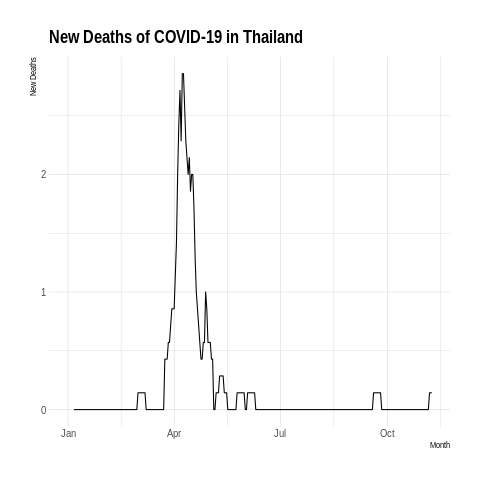 New Deaths of COVID-19 in Thailand
New Deaths
2
1
0
Jan Apr Jul Oct
Month